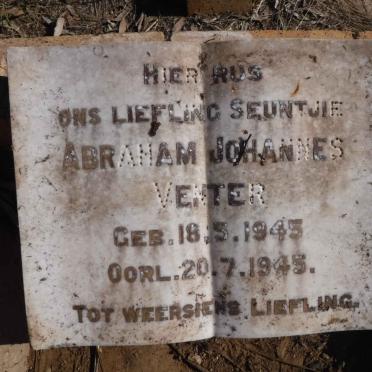 HIER RUS
ONS LIEFLING SEUNTJIE
ABRAHAM JOHANNES
VENTER
GEB. 18.5.1945
OORL. 20.7.1945.
TOT WEERSIENS LIEFLING.